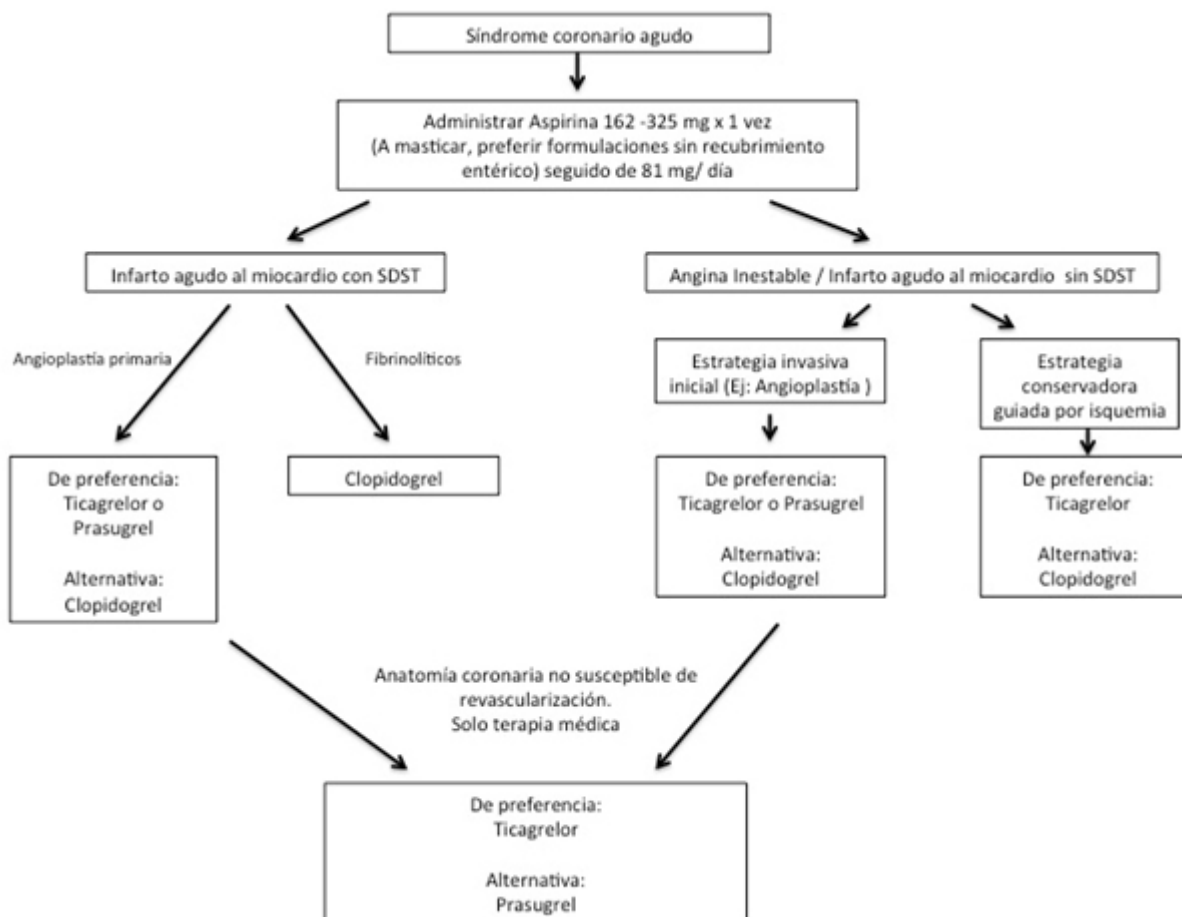 Síndrome coronario agudo
Administrar Aspirina 162 -325 mg x 1 vez
(A masticar, preferir formulaciones sin recubrimiento
entérico) seguido de 81 mg/ día
Infarto agudo al miocardio con SDST
Angina Inestable / Infarto agudo al miocardio  sin SDST
Angioplastía primaria
Fibrinolíticos
Estrategia invasiva
inicial (Ej: Angioplastía )
Estrategia
conservadora
guiada por isquemia
De preferencia:
Ticagrelor o
Prasugrel
Alternativa:
Clopidogrel
Clopidogrel
De preferencia:
Ticagrelor o Prasugrel
Alternativa:
Clopidogrel
De preferencia:
Ticagrelor
Alternativa:
Clopidogrel
Anatomía coronaria no susceptible de
revascularización.
Solo terapia médica
De preferencia:
Ticagrelor
Alternativa:
Prasugrel